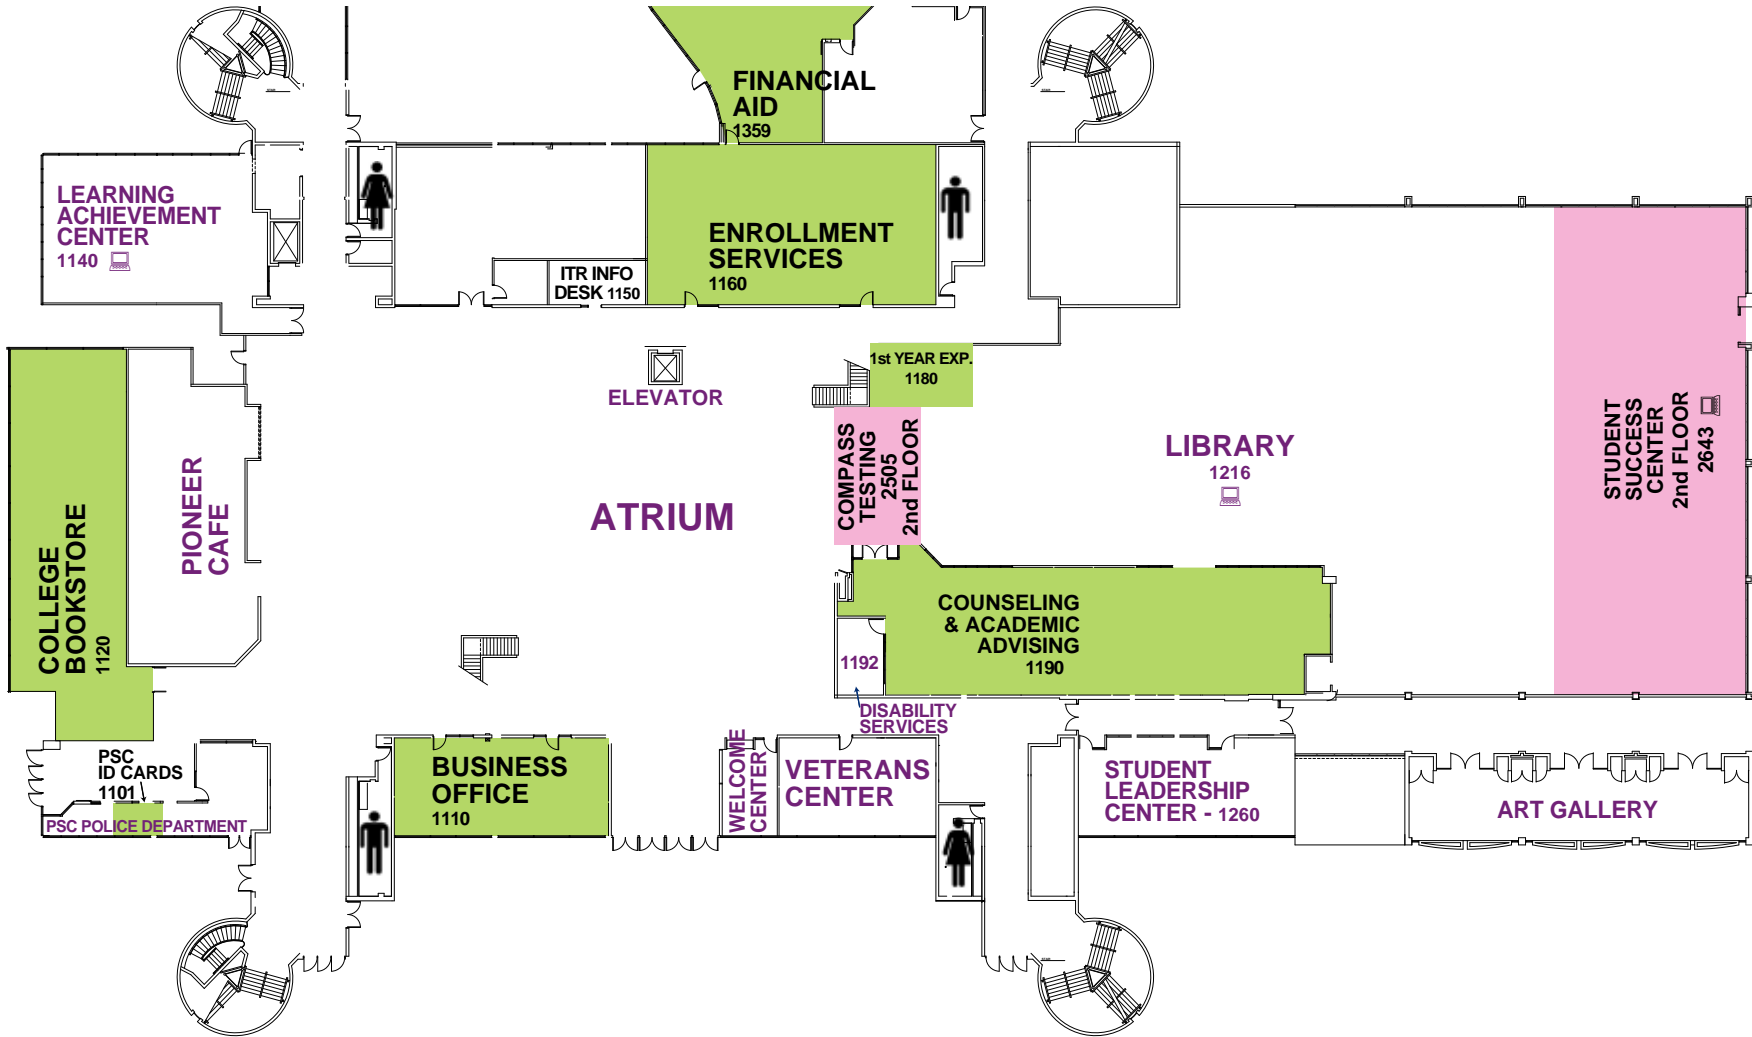 FINANCIAL
AID
1359
LEARNING
ACHIEVEMENT
CENTER
1140
ENROLLMENT
SERVICES
1160
ITR INFO
DESK 1150
1st YEAR EXP.
1180
ELEVATOR
COMPASS
TESTING
2505
2nd FLOOR
LIBRARY
1216
STUDENT
SUCCESS
CENTER
2nd FLOOR
2643
COLLEGE
BOOKSTORE
1120
PIONEER
CAFE
ATRIUM
COUNSELING
& ACADEMIC
ADVISING
1190
1192
DISABILITY
SERVICES
PSC
ID CARDS
1101
PSC POLICE DEPARTMENT
BUSINESS
OFFICE
1110
WELCOME
CENTER
VETERANS
CENTER
STUDENT
LEADERSHIP
CENTER - 1260
ART GALLERY